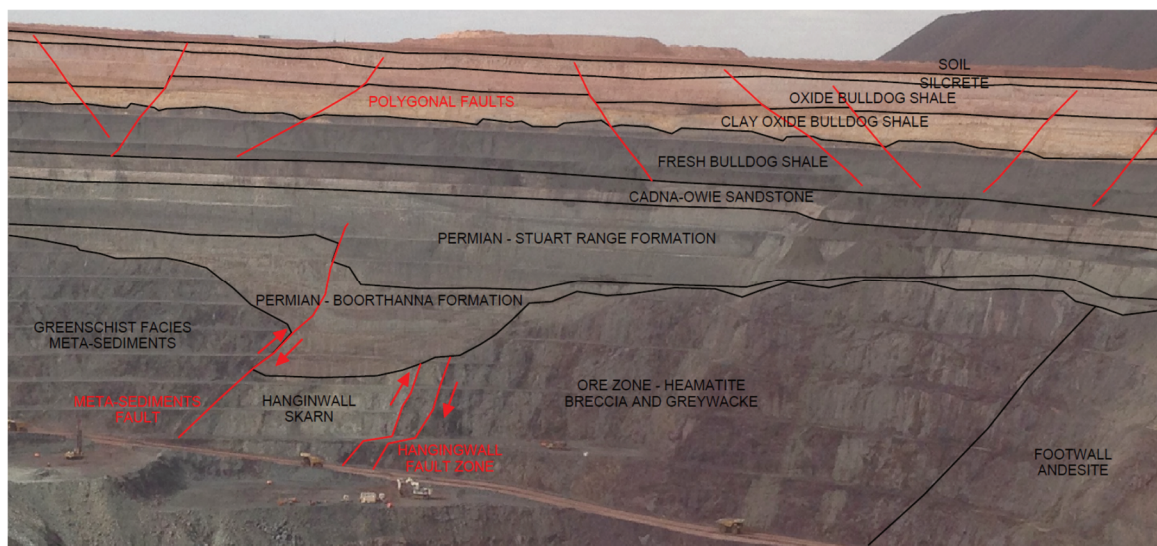 SOIL
SILCRETE
OXIDE BULLDOG SHALE
POLYGONAL FAULTS
CLAY OXIDE BULLDOG SHALE
FRESH BULLDOG SHALE
CADNA-OWIE SANDSTONE
PERMIAN - STUART RANGE FORMATION
PERMIAN - BOORTHANNA FORMATION
GREENSCHIST FACIES
META-SEDIMENTS
META-SEDIMENTS
FAULT
HANGINWALL
SKARN
ORE ZONE - HEAMATITE
BRECCIA AND GREYWACKE
HANGINGWALL
FAULT ZONE
FOOTWALL
ANDESITE